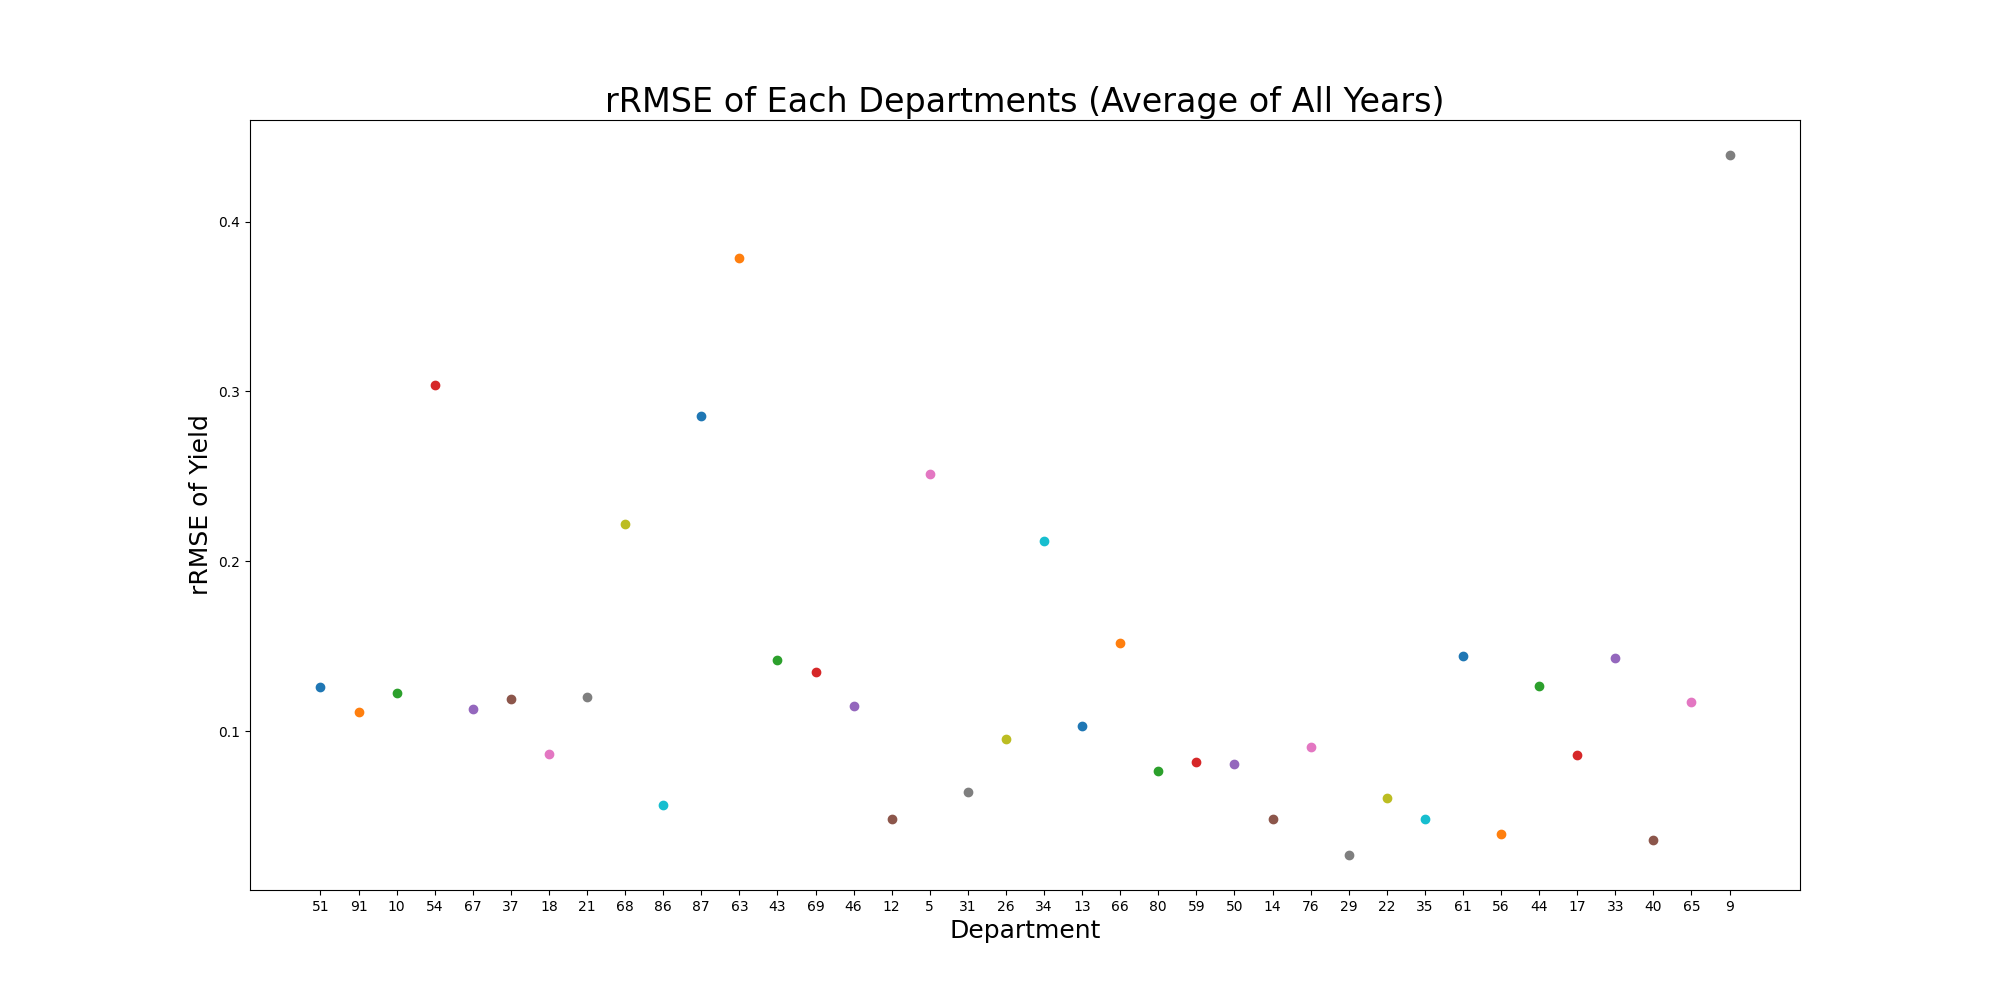 rRMSE of Each Departments (Average of All Years)
rRMSE of Yield
0.4
0.3
0.2
0.1
51 91 10 54 67 37 18 21 68 86 87 63 43 69 46 12 5 31 26 34 13 66 80 59 50 14 76 29 22 35 61 56 44 17 33 40 65 9
Department